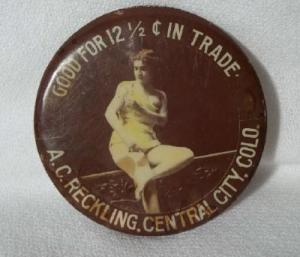 GOOD FOR 12 ½ ¢ IN TRADE.
A.C. RECKLING, CENTRAL CITY, COLO.